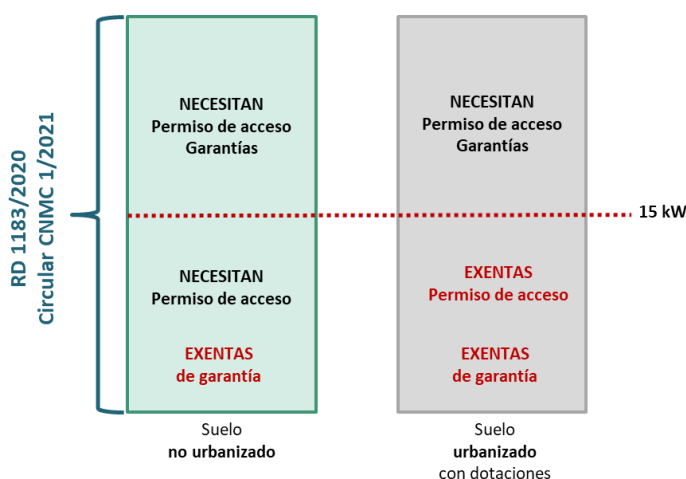 RD 1183/2020
Circular CNMC 1/2021
NECESITAN
Permiso de acceso
Garantías
NECESITAN
Permiso de acceso
Garantías
15 kW
NECESITAN
Permiso de acceso
EXENTAS
Permiso de acceso
EXENTAS
de garantía
EXENTAS
de garantía
Suelo
no urbanizado
Suelo
urbanizado
con dotaciones